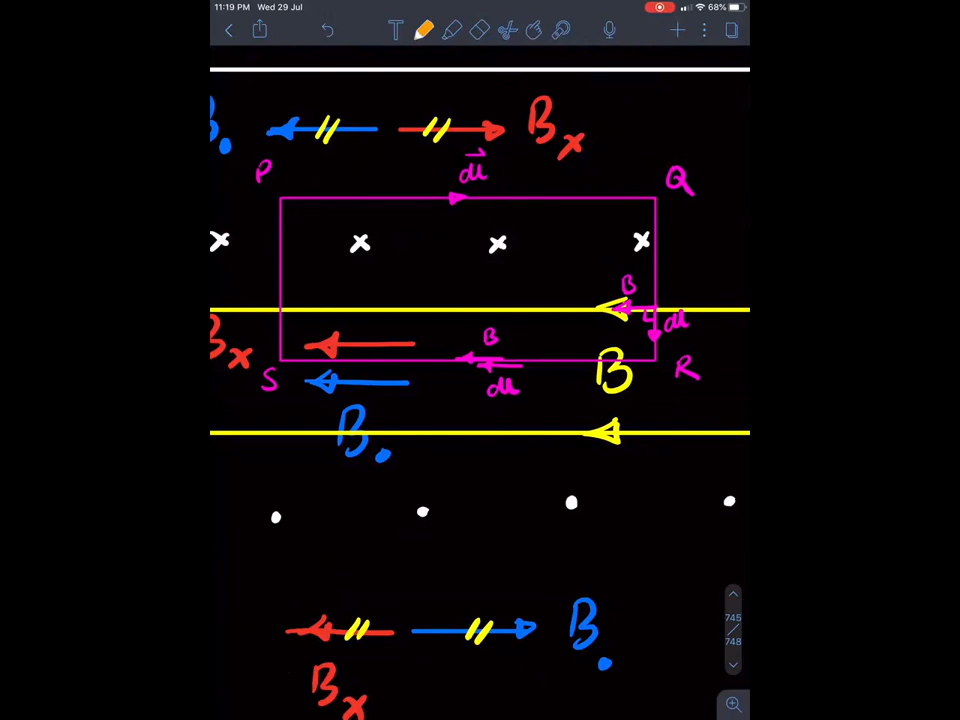 11:19 PM Wed 29 Jul 68%
T
B. Bx
P dl Q
x x x x
B
dl
Bx B
S dl B R
B.
745
748
B.
Bx